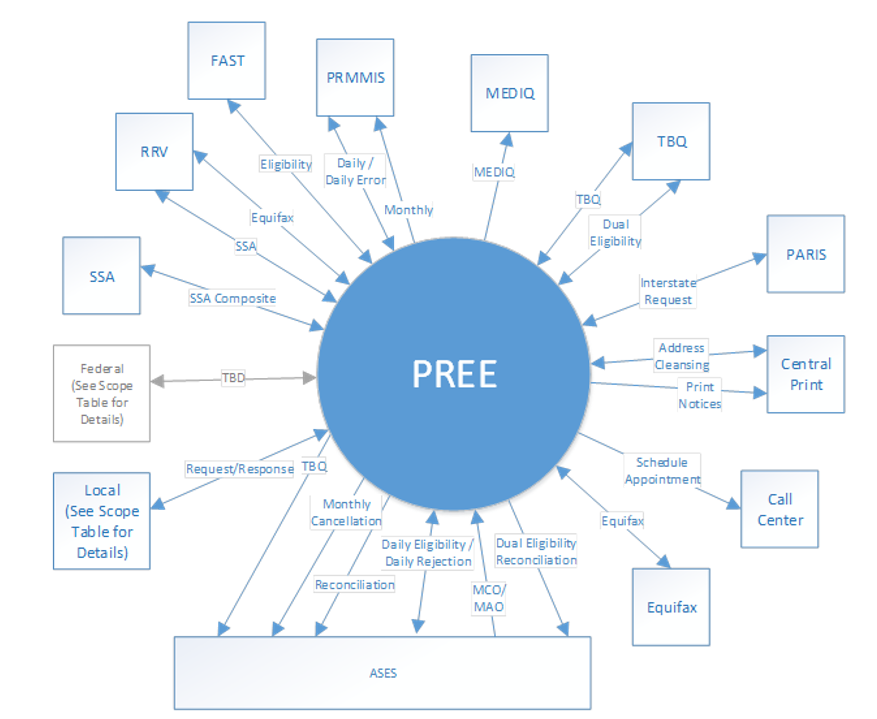 FAST
PRMMIS
MEDIQ
TBQ
RRV
Eligibility
Daily /
Daily Error
MEDIQ
TBQ
Monthly
Equifax
Dual
Eligibility
SSA
PARIS
SSA
SSA Composite
Interstate
Request
Federal
(See Scope
Table for
Details)
TBD
PREE
Address
Cleansing
Central
Print
Print
Notices
Local
(See Scope
Table for
Details)
Request/Response
TBQ
Schedule
Appointment
Call
Center
Monthly
Cancellation
Equifax
Daily Eligibility /
Daily Rejection
Dual Eligibility
Reconciliation
Reconciliation
MCO/
MAO
Equifax
ASES